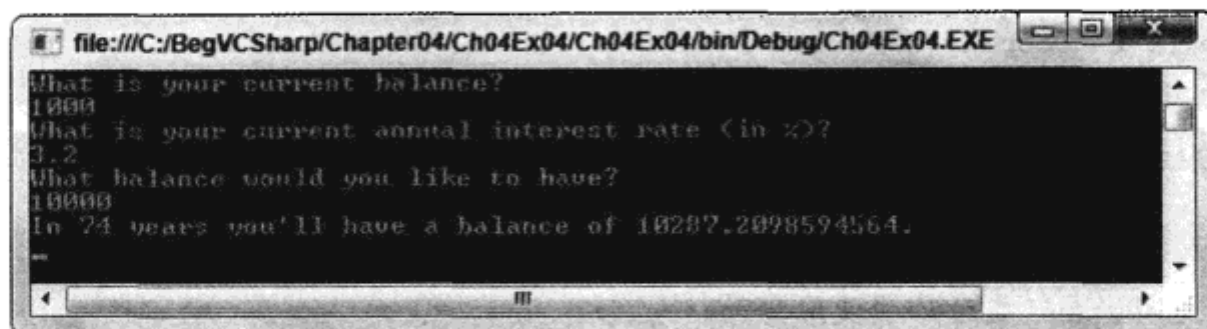 file:///C:/BegVCSharp/Chapter04/Ch04Ex04/Ch04Ex04/bin/Debug/Ch04Ex04.EXE
What is your current balance?
1000
What is your current annual interest rate (in %)?
3.2
What balance would you like to have?
10000
In 74 years you'll have a balance of 10287.2098594564.